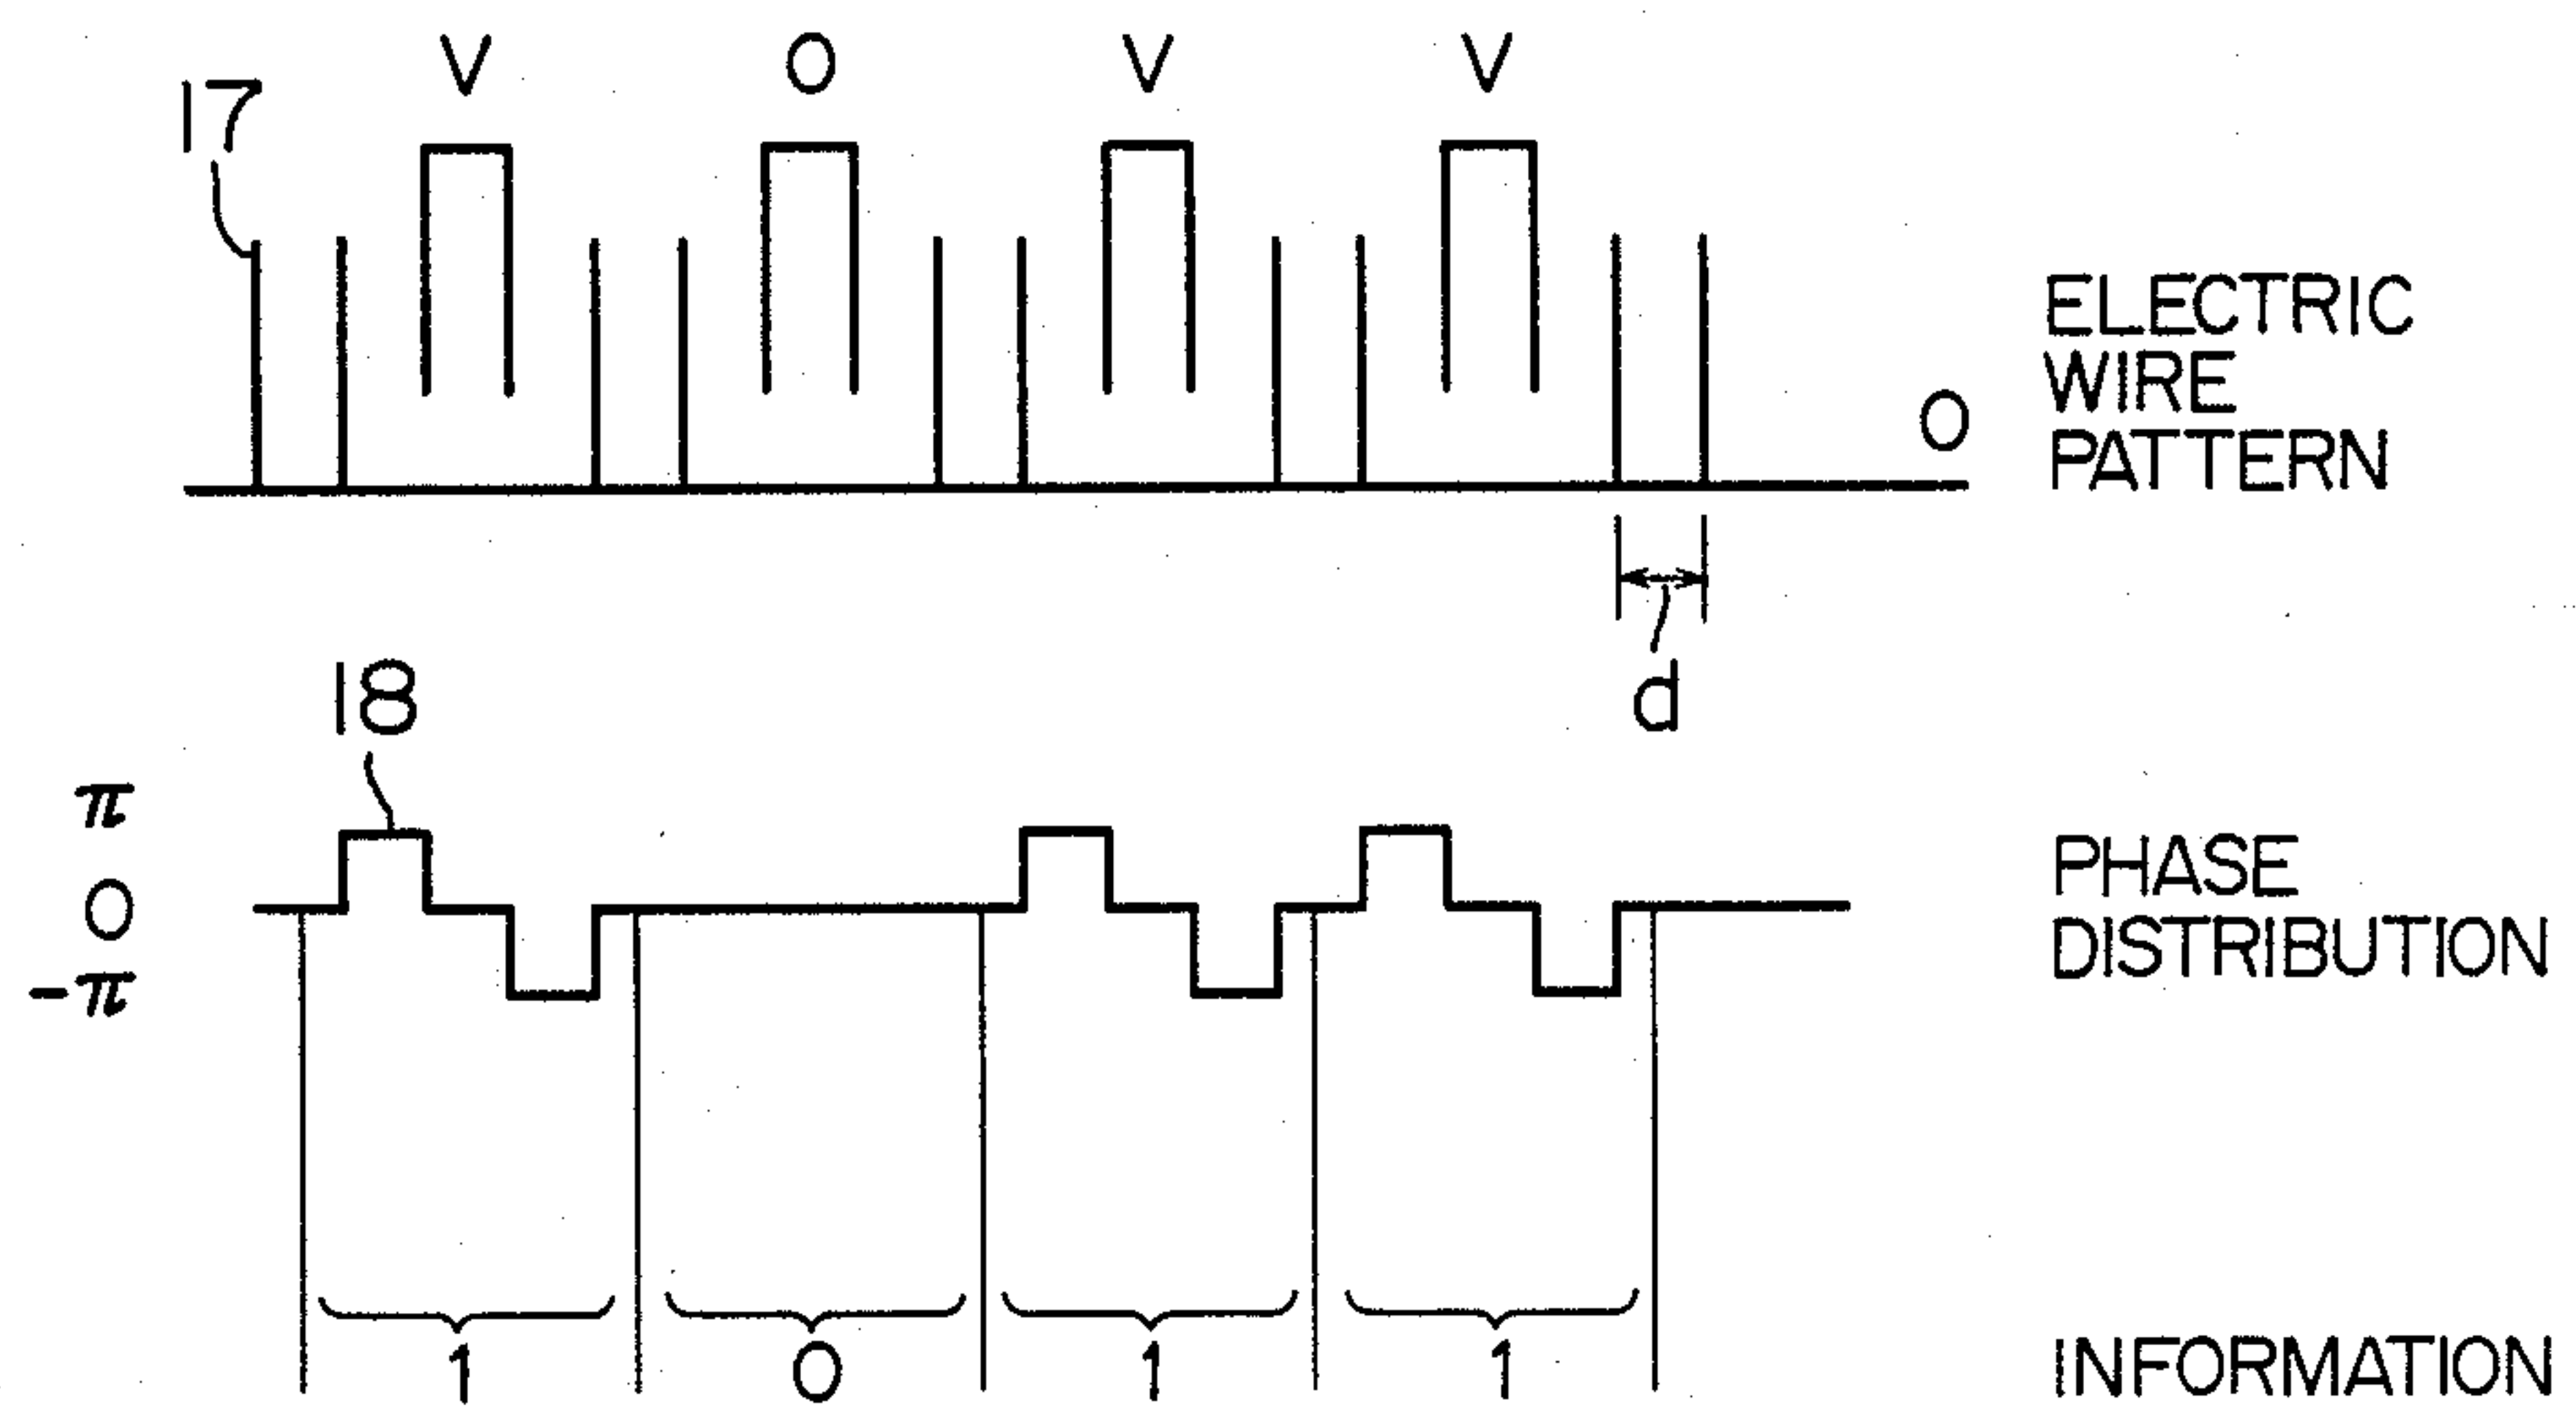 V O V V
17
ELECTRIC
WIRE
PATTERN
O
d
18
π
O
-π
PHASE
DISTRIBUTION
1 0 1 1
INFORMATION